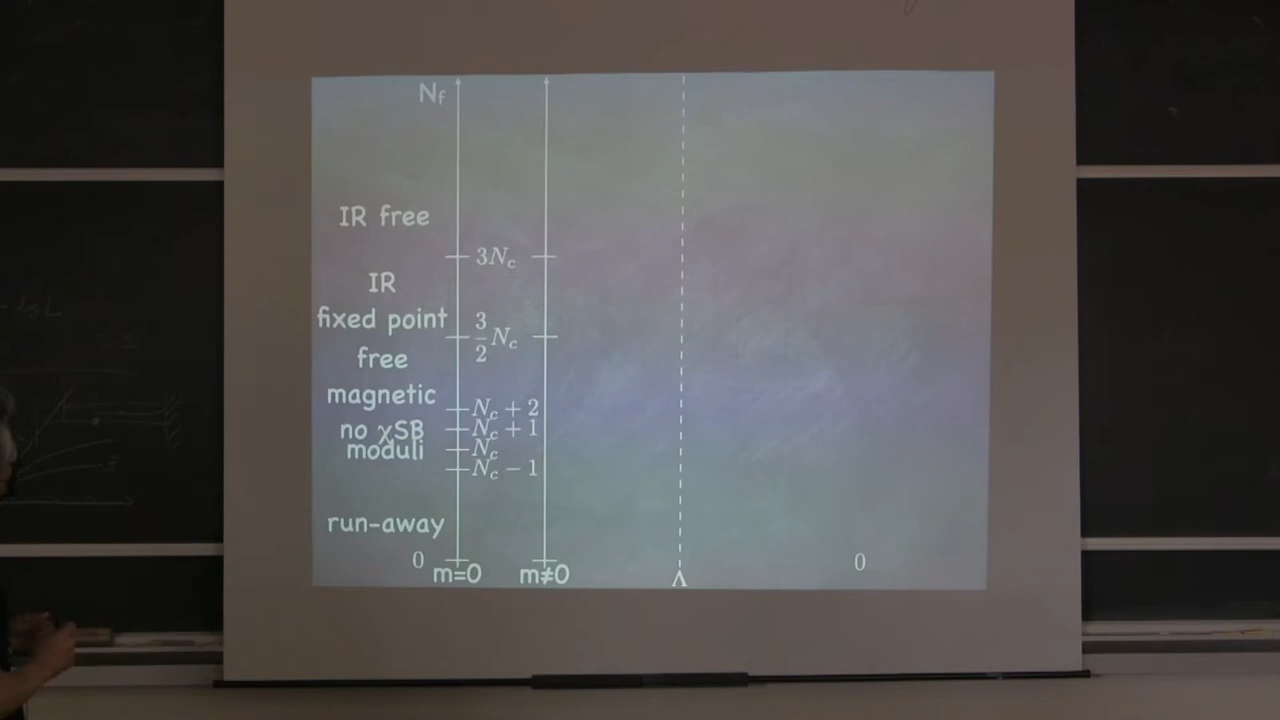 N_f
IR free
3N_c
IR
fixed point
\frac{3}{2}N_c
free
magnetic
N_c + 2
no χSB
N_c + 1
moduli
N_c
N_c − 1
run-away
0
0
m=0
m≠0
Λ